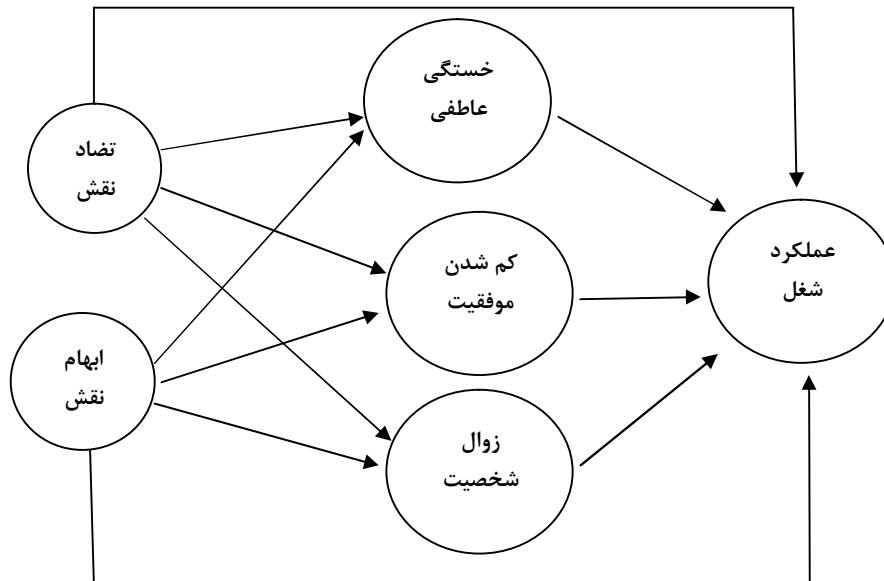 خستگی
عاطفی
تضاد
نقش
عملکرد
شغل
کم شدن
موفقیت
ابهام
نقش
زوال
شخصیت